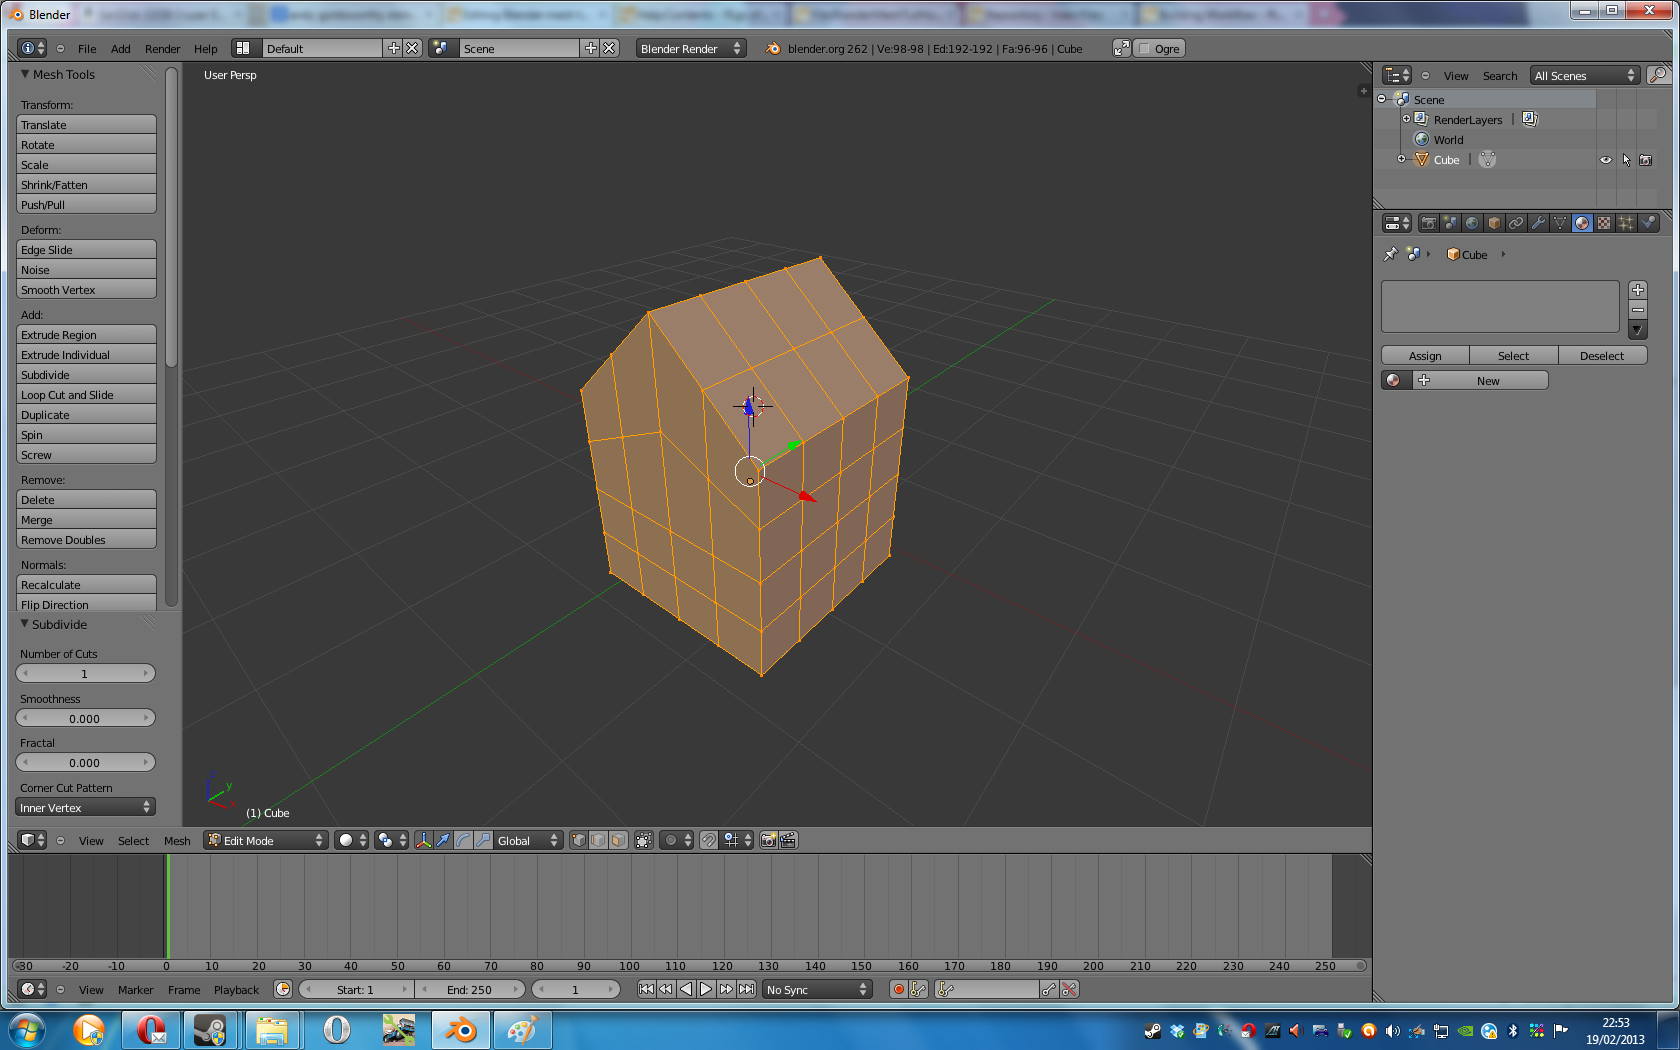 Blender
File Add Render Help Default Scene Blender Render blender.org 262 | Ve:98-98 | Ed:192-192 | Fa:96-96 | Cube Ogre
Mesh Tools
Transform:
Translate
Rotate
Scale
Shrink/Fatten
Push/Pull
Deform:
Edge Slide
Noise
Smooth Vertex
Add:
Extrude Region
Extrude Individual
Subdivide
Loop Cut and Slide
Duplicate
Spin
Screw
Remove:
Delete
Merge
Remove Doubles
Normals:
Recalculate
Flip Direction
Subdivide
Number of Cuts
1
Smoothness
0.000
Fractal
0.000
Corner Cut Pattern
Inner Vertex
User Persp
y
(1) Cube
View Select Mesh Edit Mode Global
-30 -20 -10 0 10 20 30 40 50 60 70 80 90 100 110 120 130 140 150 160 170 180 190 200 210 220 230 240 250
View Marker Frame Playback Start: 1 End: 250 1 No Sync
View Search All Scenes
Scene
RenderLayers
World
Cube
Cube
Assign Select Deselect
New
22:53
19/02/2013